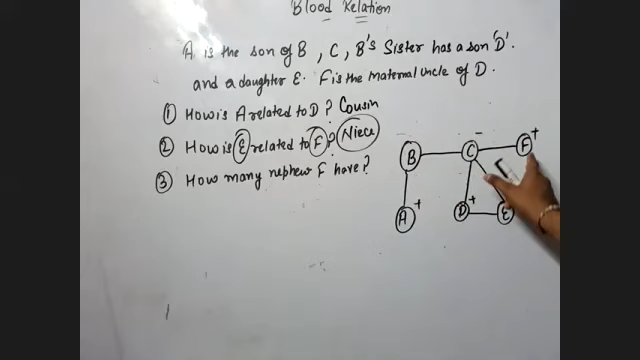 Blood Relation
A is the son of B, C, B's Sister has a son 'D'.
and a daughter E. F is the Maternal uncle of D.
① How is A related to D? Cousin
② How is E related to F? Niece
③ How many nephew F have?
B C - F +
A + D + E